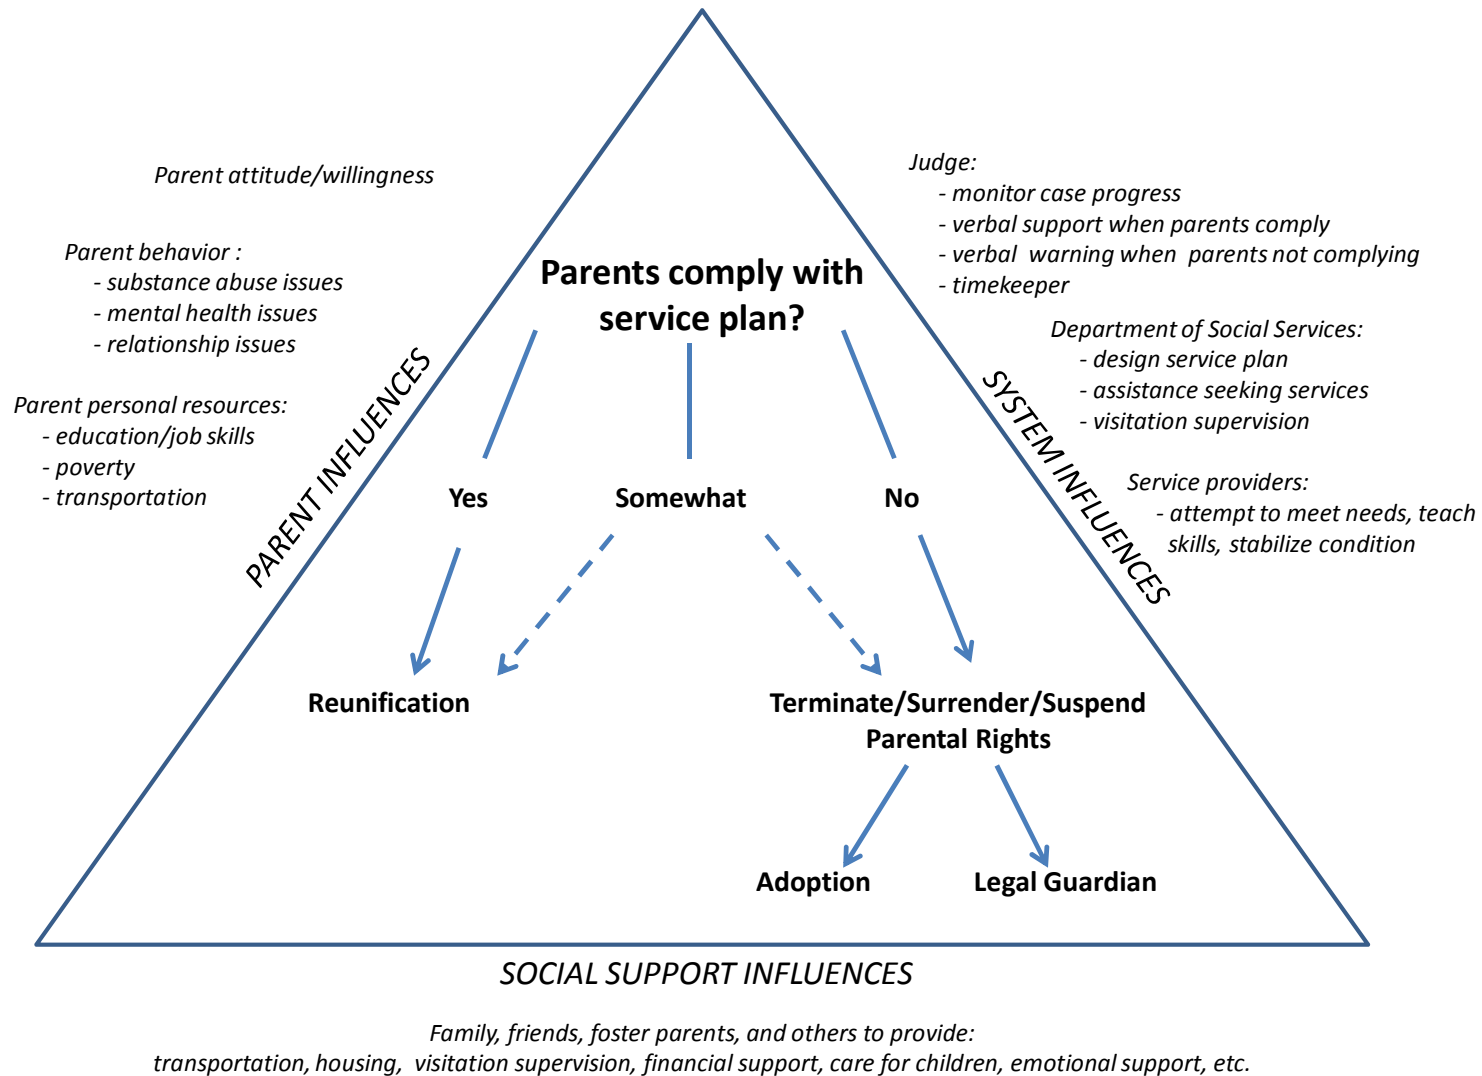 Parent attitude/willingness
Parent behavior :
- substance abuse issues
- mental health issues
- relationship issues
Parent personal resources:
- education/job skills
- poverty
- transportation
PARENT INFLUENCES
Judge:
- monitor case progress
- verbal support when parents comply
- verbal warning when parents not complying
- timekeeper
Department of Social Services:
- design service plan
- assistance seeking services
- visitation supervision
Service providers:
- attempt to meet needs, teach
skills, stabilize condition
SYSTEM INFLUENCES
Parents comply with
service plan?
Yes
Somewhat
No
Reunification
Terminate/Surrender/Suspend
Parental Rights
Adoption
Legal Guardian
SOCIAL SUPPORT INFLUENCES
Family, friends, foster parents, and others to provide:
transportation, housing, visitation supervision, financial support, care for children, emotional support, etc.